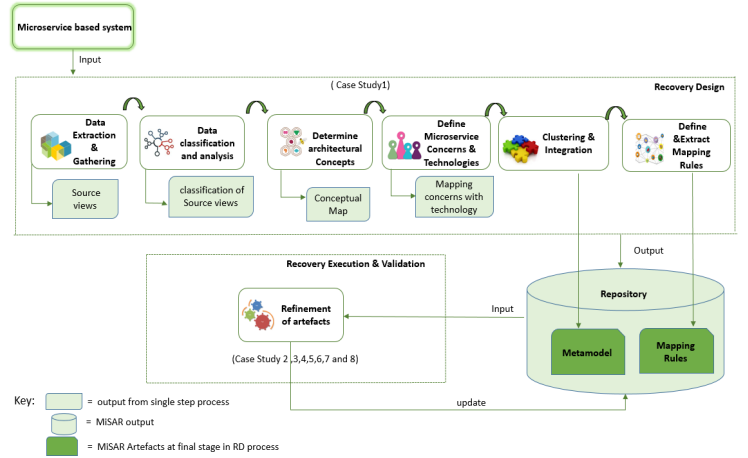 Microservice based system
Input
( Case Study1)
Recovery Design
Data
Extraction
&
Gathering
Data
classification
and analysis
Determine
architectural
Concepts
Define
Microservice
Concerns &
Technologies
Clustering &
Integration
Define
&Extract
Mapping
Rules
Source
views
classification of
Source views
Conceptual
Map
Mapping
concerns with
technology
Output
Recovery Execution & Validation
Refinement
of artefacts
(Case Study 2 ,3,4,5,6,7 and 8)
Input
Repository
Metamodel
Mapping
Rules
update
Key:
= output from single step process
= MiSAR output
= MiSAR Artefacts at final stage in RD process